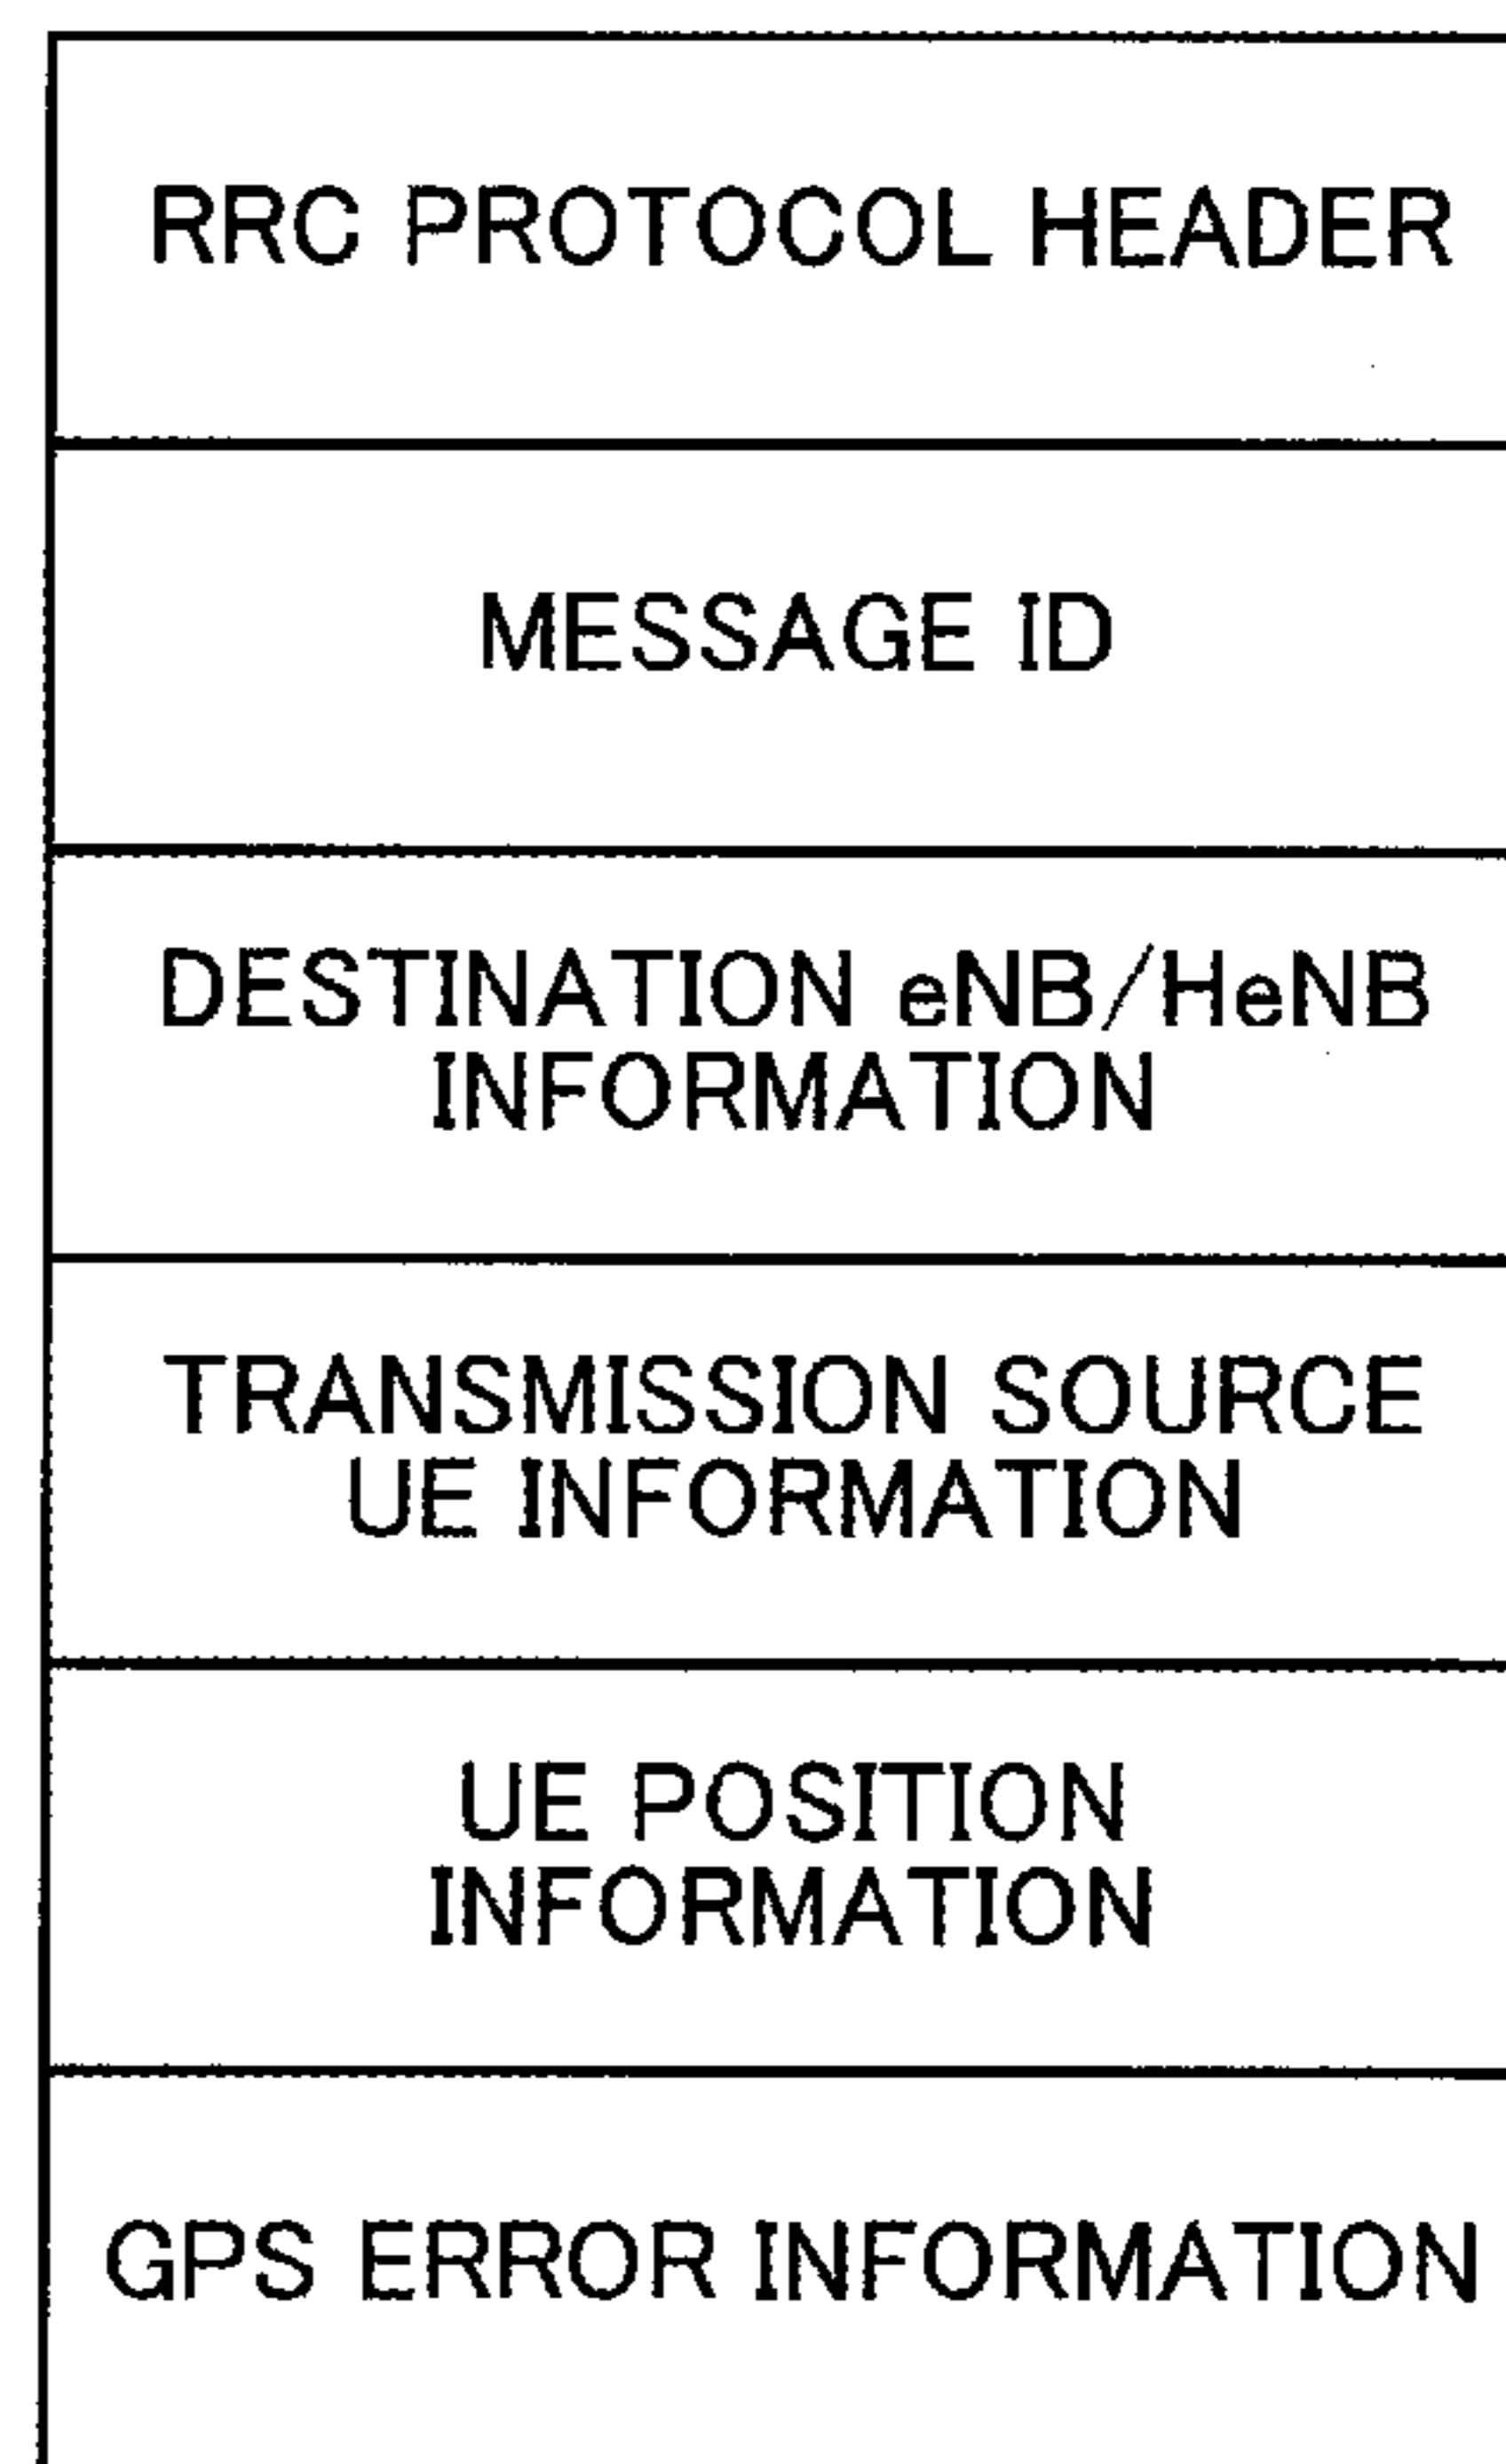 RRC PROTOCOL HEADER
MESSAGE ID
DESTINATION eNB/HeNB
INFORMATION
TRANSMISSION SOURCE
UE INFORMATION
UE POSITION
INFORMATION
GPS ERROR INFORMATION